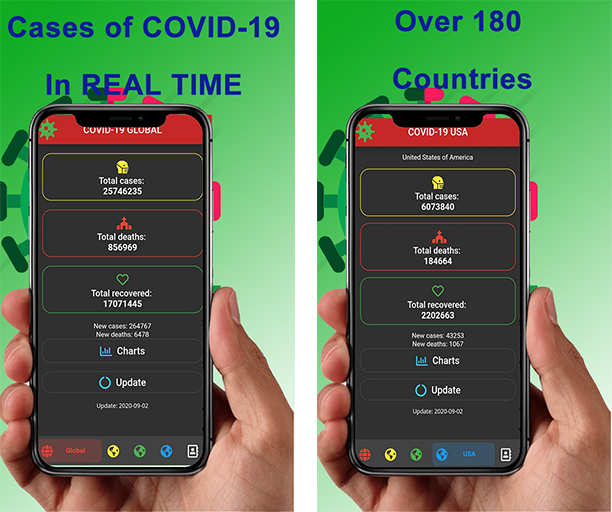 Cases of COVID-19
In REAL TIME
COVID-19 GLOBAL
Total cases:
25746235
Total deaths:
856969
Total recovered:
17071445
New cases: 264767
New deaths: 6478
Charts
Update
Update: 2020-09-02
Global
Over 180
Countries
COVID-19 USA
United States of America
Total cases:
6073840
Total deaths:
184664
Total recovered:
2202663
New cases: 43253
New deaths: 1067
Charts
Update
Update: 2020-09-02
USA